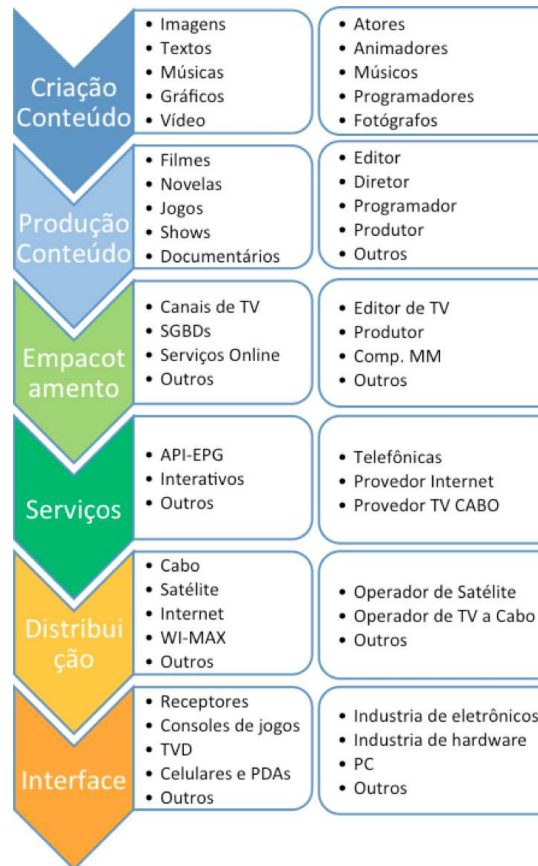 Criação
Conteúdo
• Imagens
• Textos
• Músicas
• Gráficos
• Vídeo
• Atores
• Animadores
• Músicos
• Programadores
• Fotógrafos
Produção
Conteúdo
• Filmes
• Novelas
• Jogos
• Shows
• Documentários
• Editor
• Diretor
• Programador
• Produtor
• Outros
Empacot
amento
• Canais de TV
• SGBDs
• Serviços Online
• Outros
• Editor de TV
• Produtor
• Comp. MM
• Outros
Serviços
• API-EPG
• Interativos
• Outros
• Telefônicas
• Provedor Internet
• Provedor TV CABO
Distribui
ção
• Cabo
• Satélite
• Internet
• WI-MAX
• Outros
• Operador de Satélite
• Operador de TV a Cabo
• Outros
Interface
• Receptores
• Consoles de jogos
• TVD
• Celulares e PDAs
• Outros
• Industria de eletrônicos
• Industria de hardware
• PC
• Outros